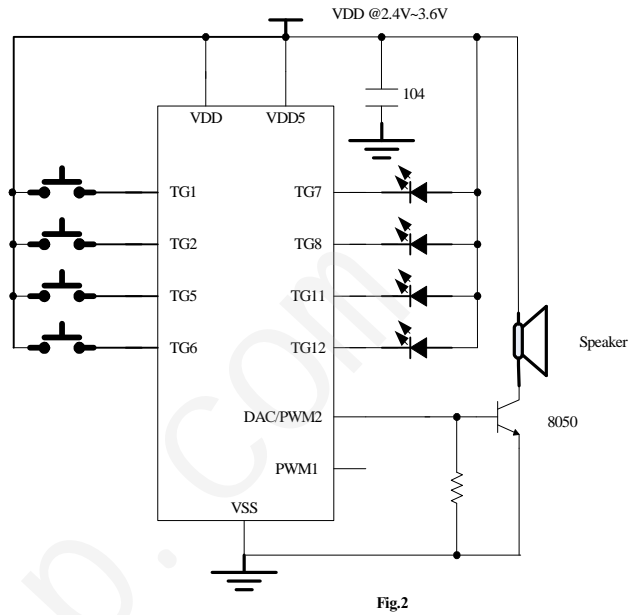 VDD @2.4V~3.6V
104
VDD VDD5
TG1 TG7
TG2 TG8
TG5 TG11
TG6 TG12
Speaker
DAC/PWM2
8050
PWM1
VSS
Fig.2
p.com